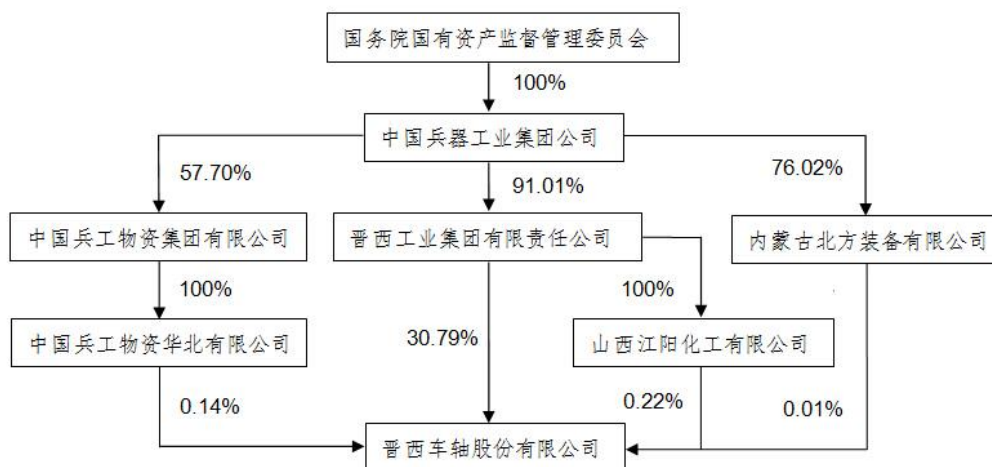 国务院国有资产监督管理委员会
100%
中国兵器工业集团公司
57.70%
91.01%
76.02%
中国兵工物资集团有限公司
晋西工业集团有限责任公司
内蒙古北方装备有限公司
100%
100%
中国兵工物资华北有限公司
30.79%
山西江阳化工有限公司
0.14%
0.22%
0.01%
晋西车轴股份有限公司